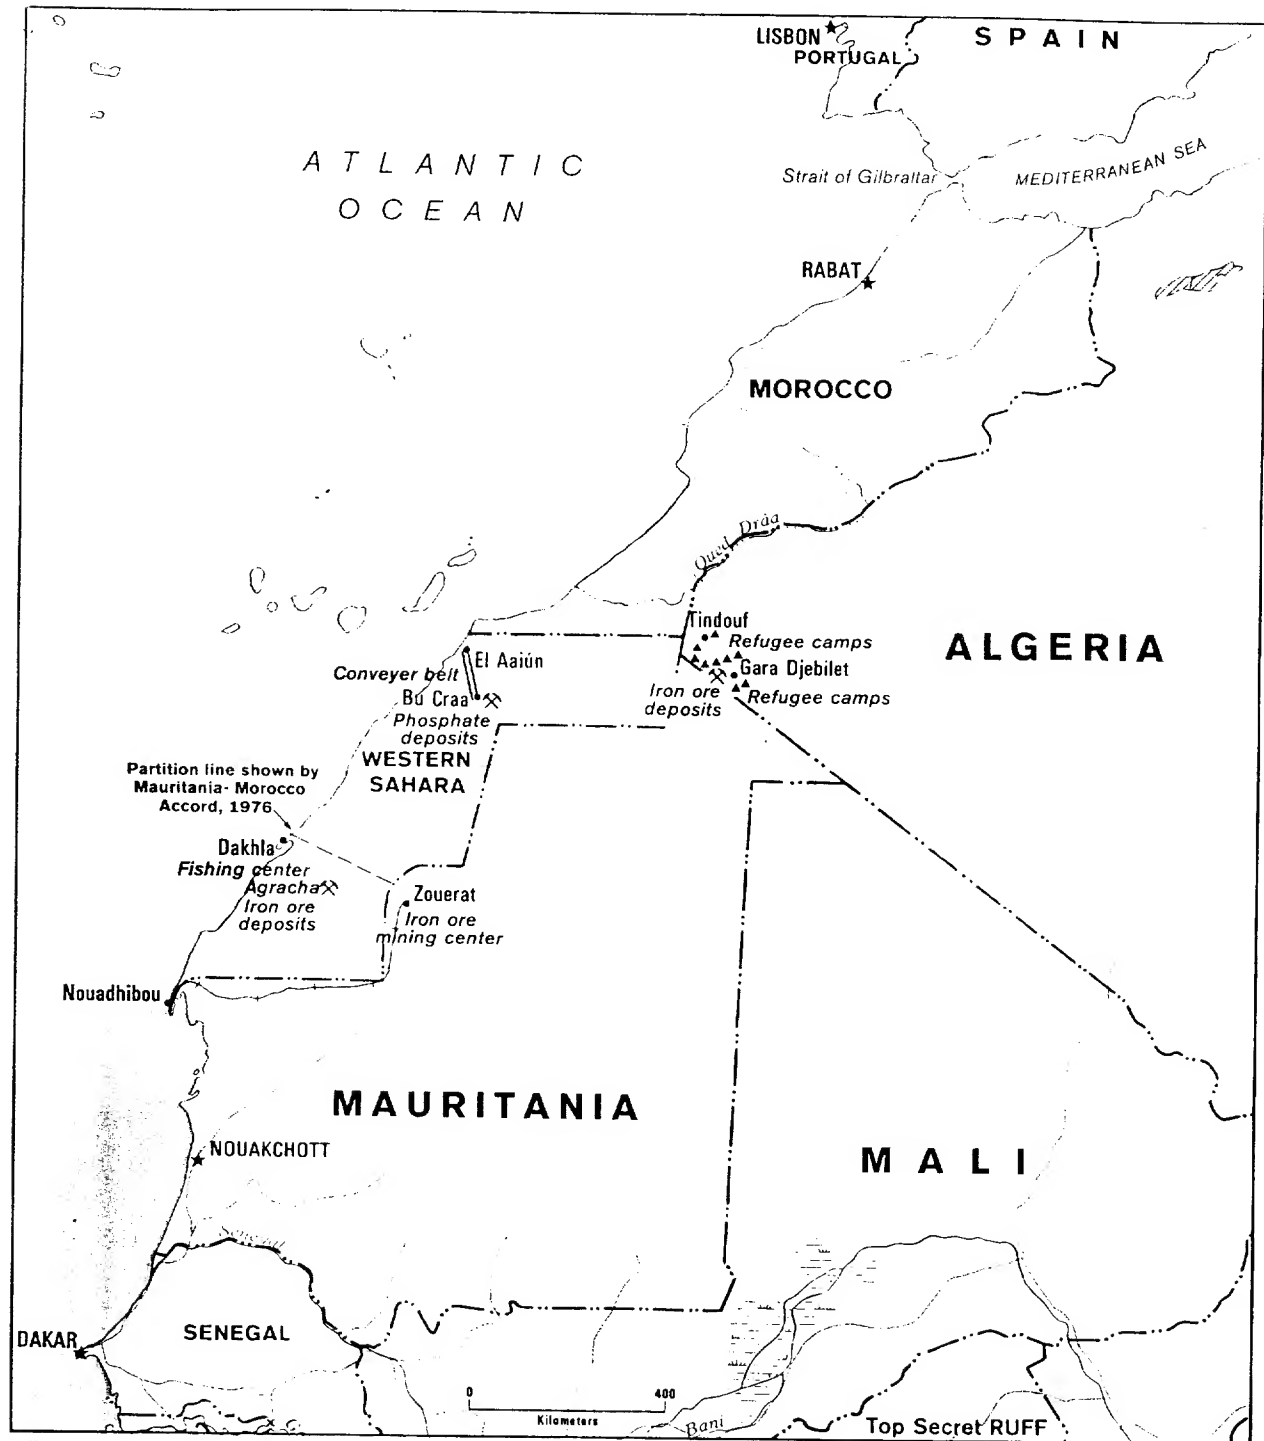 LISBON
PORTUGAL
SPAIN
ATLANTIC
OCEAN
Strait of Gilbraltar
MEDITERRANEAN SEA
RABAT
MOROCCO
Oued Drâa
Tindouf
Refugee camps
ALGERIA
El Aaiún
Conveyer belt
Gara Djebilet
Bu Craa
Iron ore
deposits
Refugee camps
Phosphate
deposits
WESTERN
SAHARA
Partition line shown by
Mauritania- Morocco
Accord, 1976
Dakhla
Fishing center
Agracha
Iron ore
deposits
Zouerat
Iron ore
mining center
Nouadhibou
MAURITANIA
NOUAKCHOTT
MALI
Senegal
SENEGAL
DAKAR
0 400
Kilometers
Bani
Top Secret RUFF